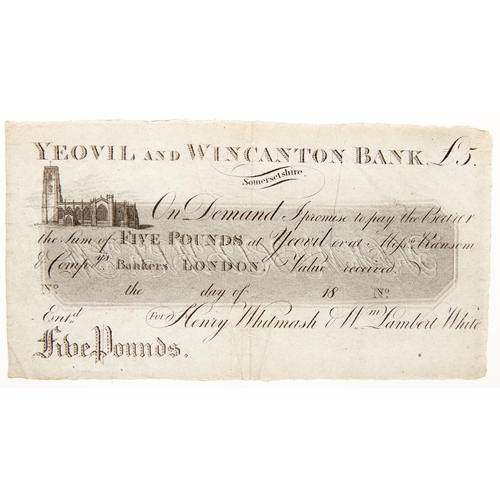 YEOVIL AND WINCANTON BANK £5.
Somersetshire.
On Demand I promise to pay the Bearer
the Sum of FIVE POUNDS at Yeovil or at Messrs Ransom
& Compys Bankers LONDON. Value received.
No the day of 18 No
Entd For Henry Whitmash & Wm Lambert White
Five Pounds.